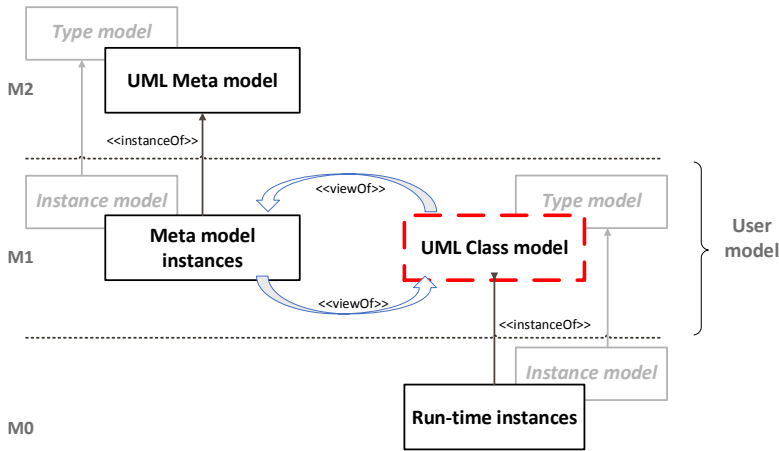 Type model
UML Meta model
M2
<<instanceOf>>
<<viewOf>>
Instance model
Type model
Meta model
instances
UML Class model
User
model
M1
<<viewOf>>
<<instanceOf>>
Instance model
Run-time instances
M0